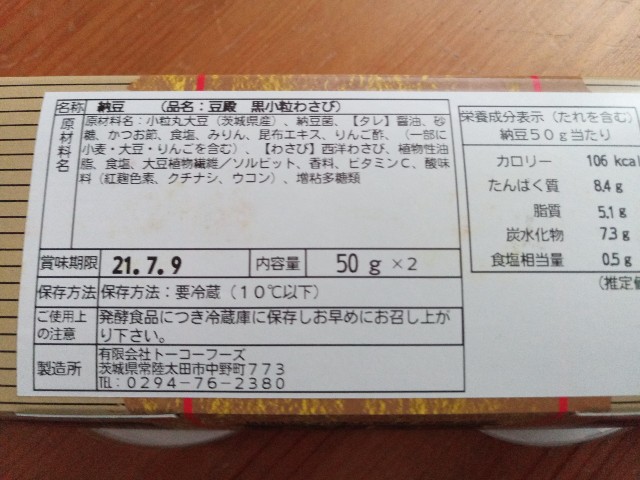 名称 納豆 (品名：豆殿 黒小粒わさび)
原材料名 原材料名：小粒丸大豆（茨城県産）、納豆菌、【タレ】醤油、砂
糖、かつお節、食塩、みりん、昆布エキス、りんご酢、（一部に
小麦・大豆・りんごを含む）、【わさび】西洋わさび、植物性油
脂、食塩、大豆植物繊維／ソルビット、香料、ビタミンC、酸味
料（紅麹色素、クチナシ、ウコン）、増粘多糖類
賞味期限 21.7.9 内容量 50g×2
保存方法 保存方法：要冷蔵（10℃以下）
ご使用上の注意 発酵食品につき冷蔵庫に保存しお早めにお召し上が
り下さい。
製造所 有限会社トーコーフーズ
茨城県常陸太田市中野町773
TEL：0294-76-2380
栄養成分表示（たれを含む）
納豆50g当たり
カロリー 106 kcal
たんぱく質 8.4g
脂質 5.1g
炭水化物 7.3g
食塩相当量 0.5g
（推定値